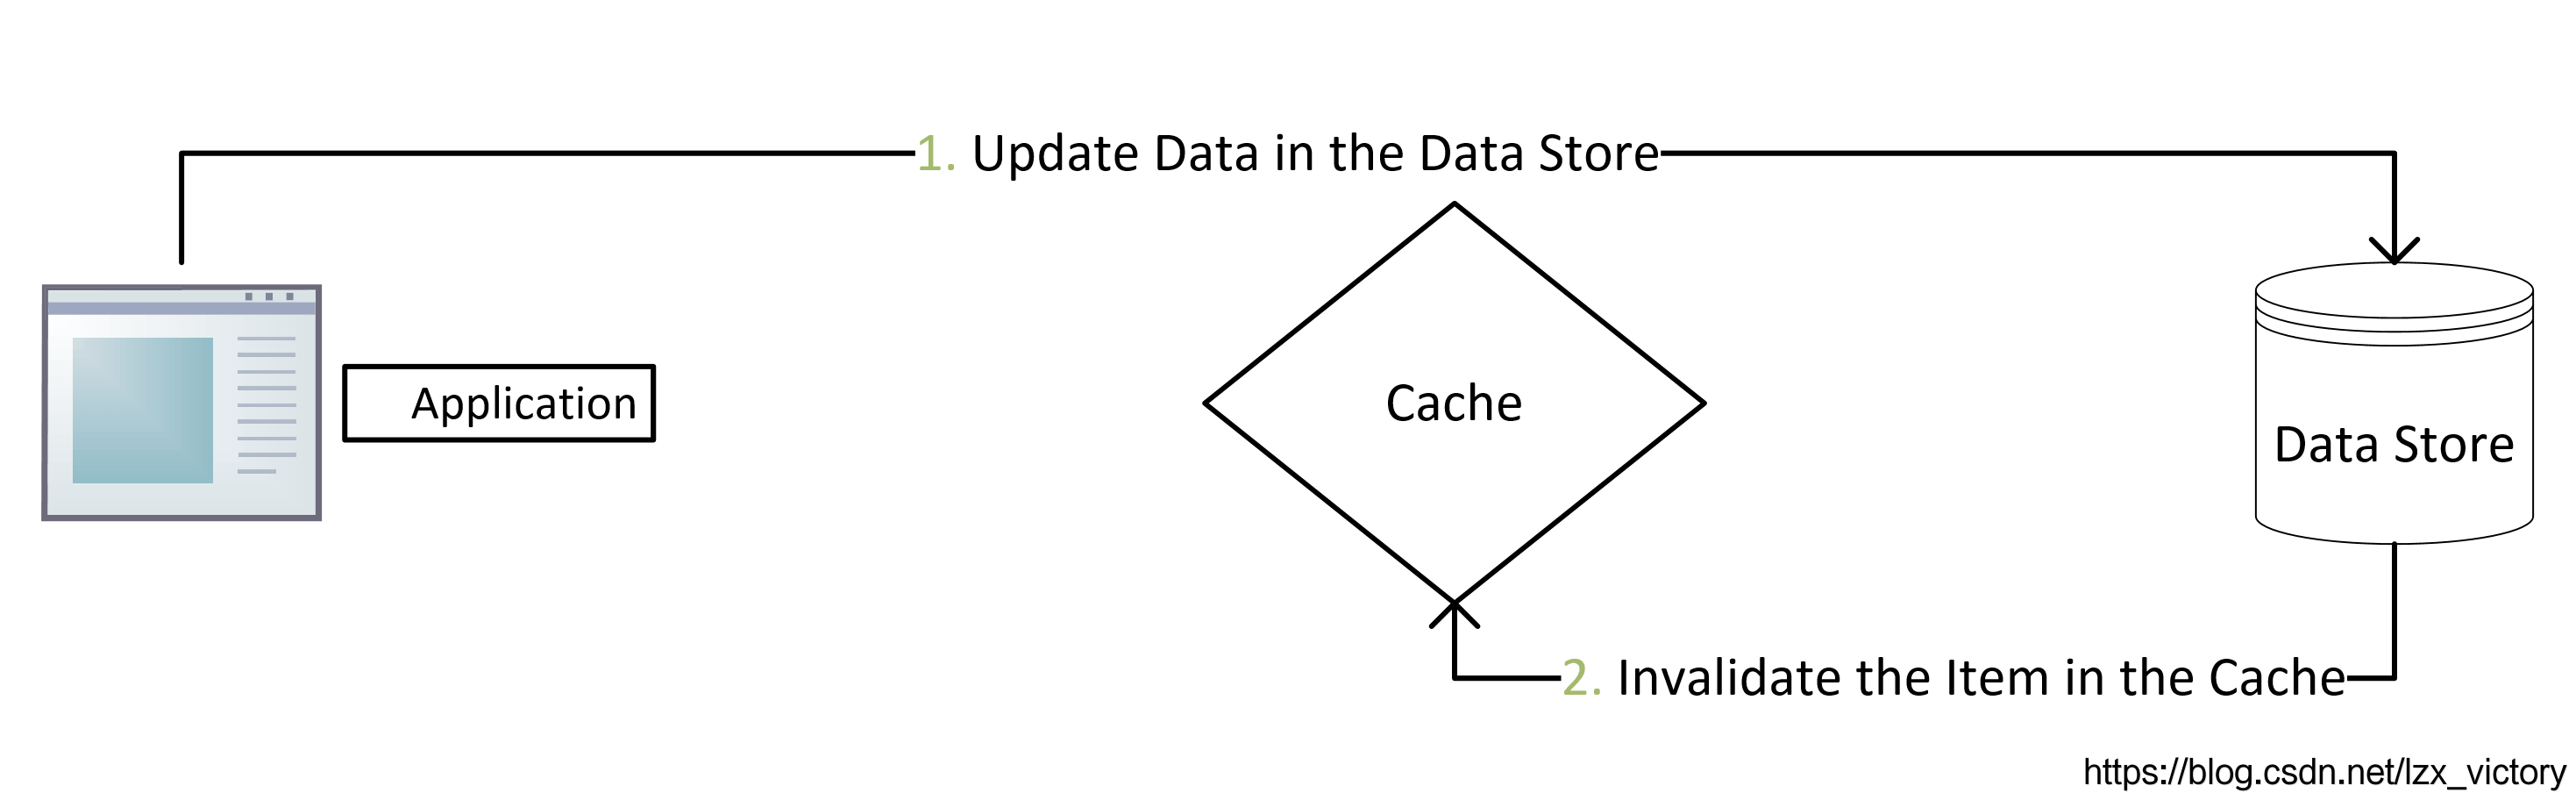 1. Update Data in the Data Store
Application
Cache
Data Store
2. Invalidate the Item in the Cache
https://blog.csdn.net/lzx_victory